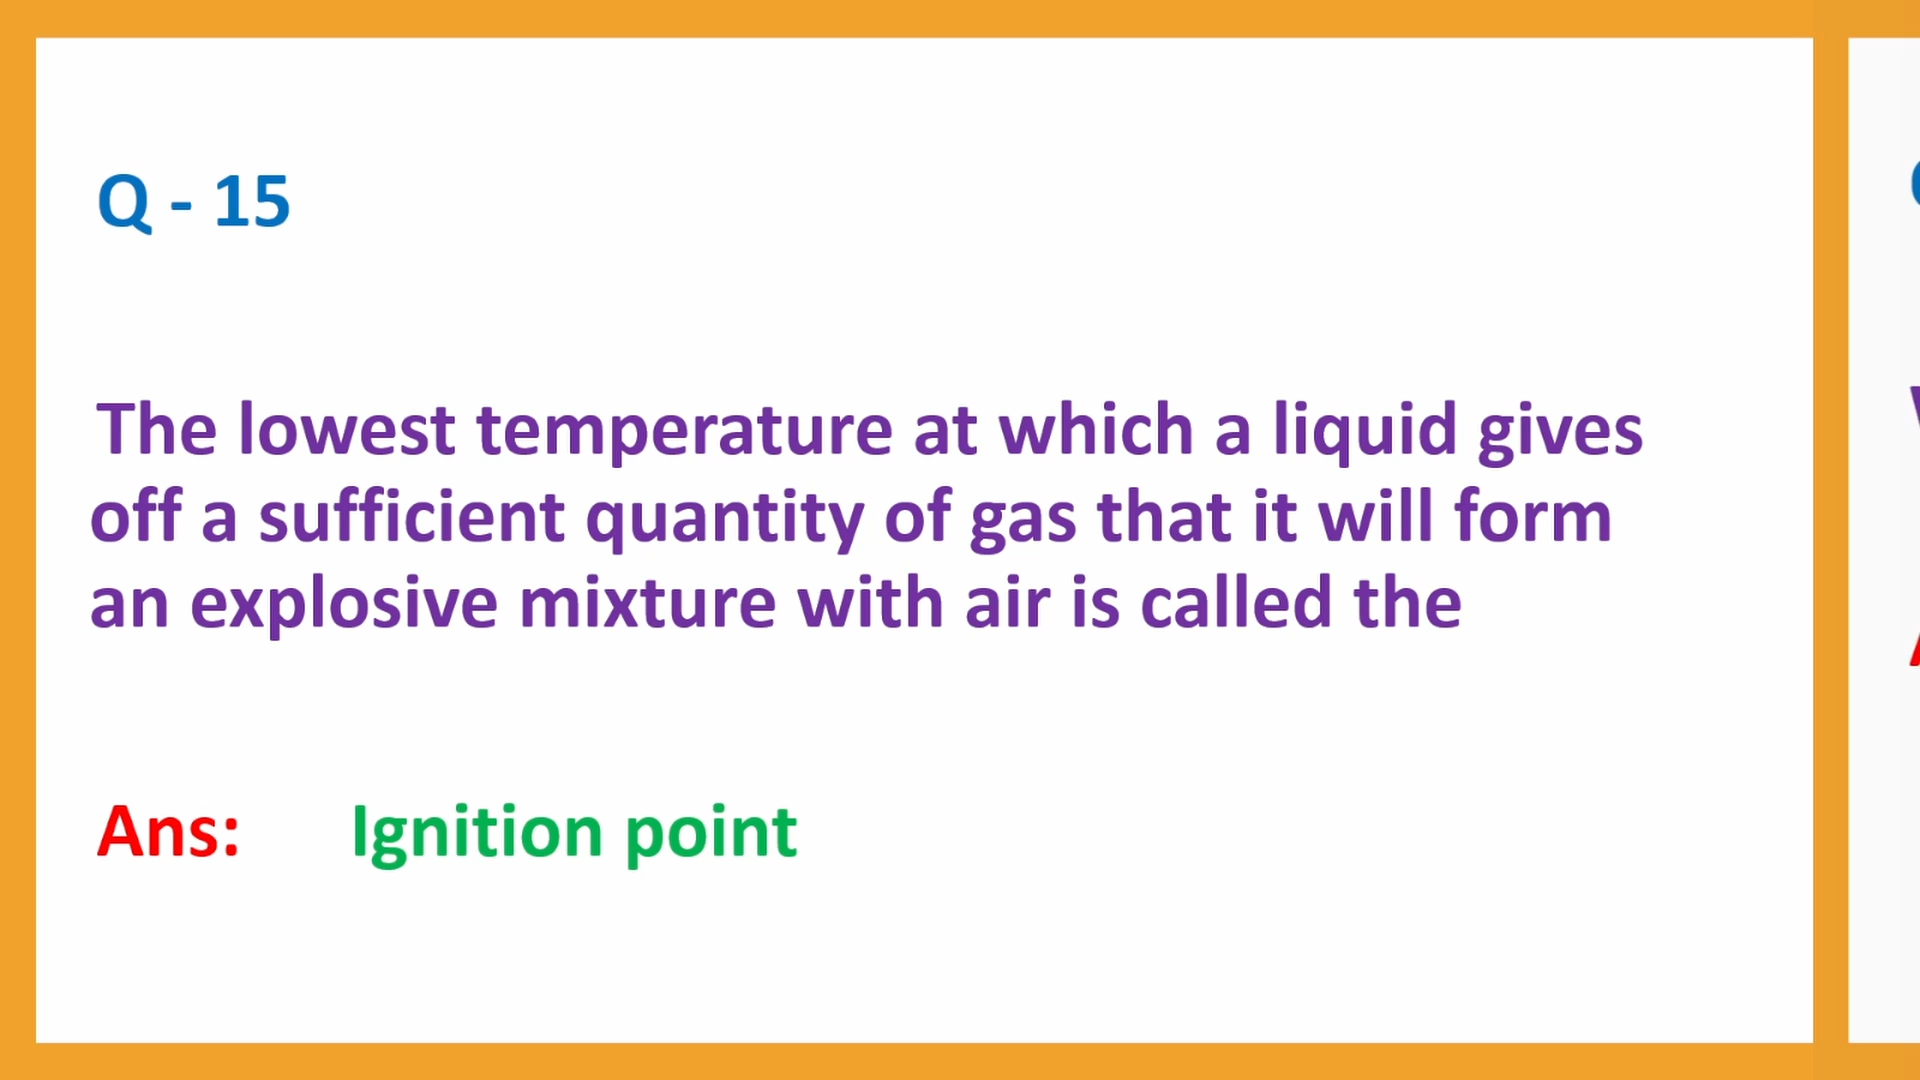 Q - 15
The lowest temperature at which a liquid gives
off a sufficient quantity of gas that it will form
an explosive mixture with air is called the
Ans: Ignition point